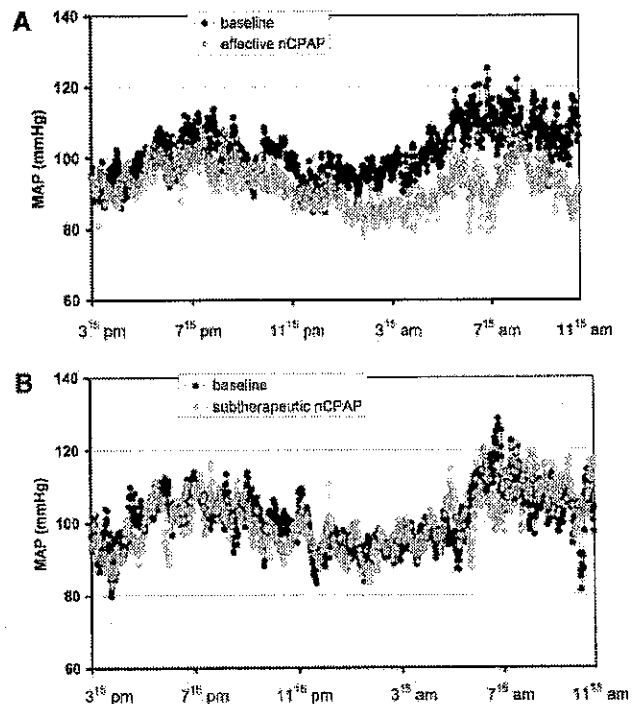 A
140
120
100
80
60
MAP (mmHg)
baseline
effective nCPAP
3¹⁵ pm 7¹⁵ pm 11¹⁵ pm 3¹⁵ am 7¹⁵ am 11¹⁵ am
B
140
120
100
80
60
MAP (mmHg)
baseline
subtherapeutic nCPAP
3¹⁵ pm 7¹⁵ pm 11¹⁵ pm 3¹⁵ am 7¹⁵ am 11¹⁵ am